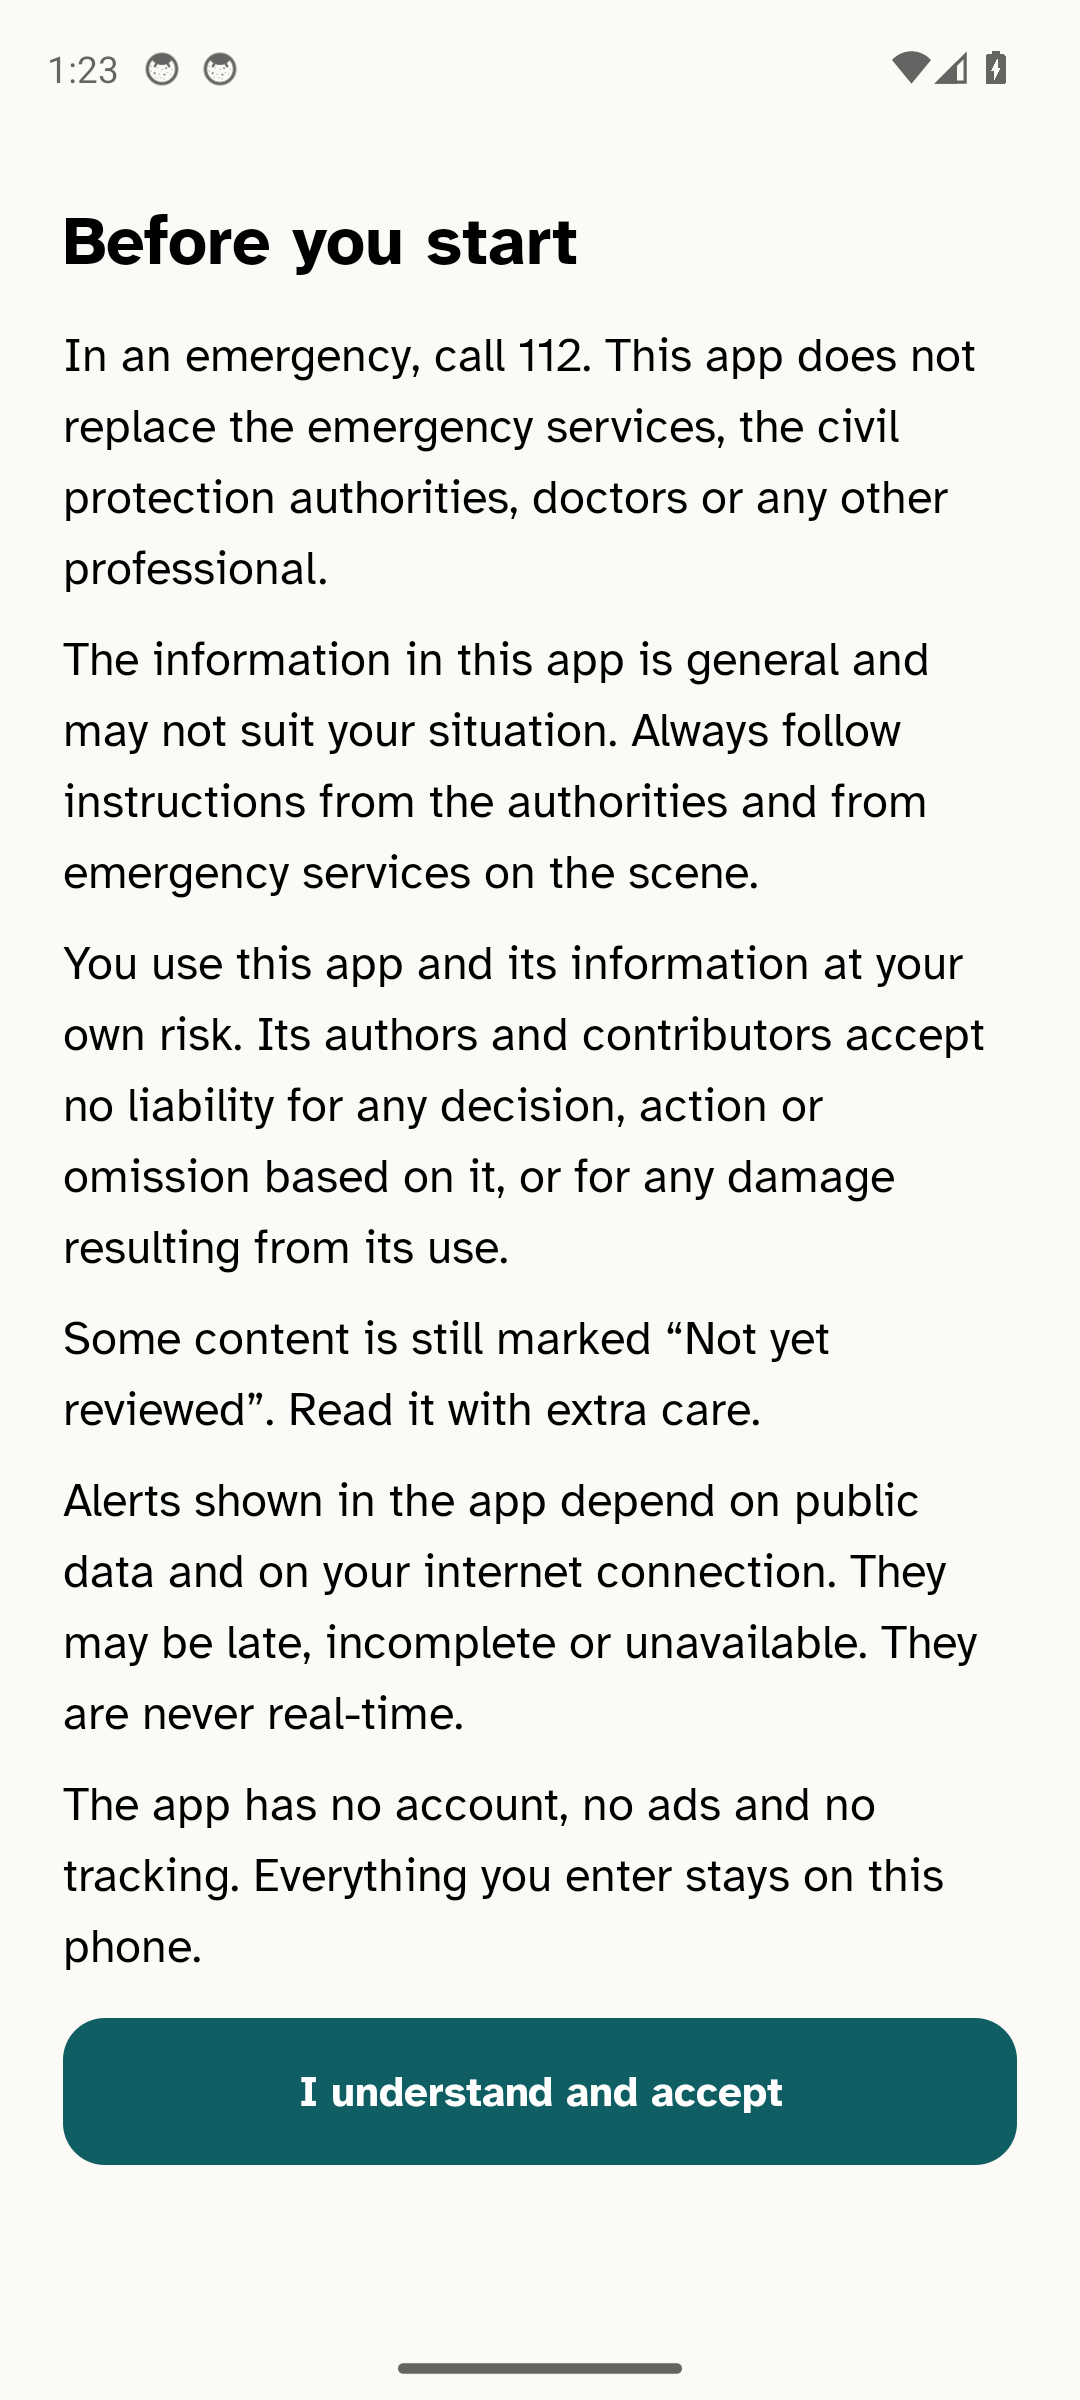 1:23
Before you start
In an emergency, call 112. This app does not
replace the emergency services, the civil
protection authorities, doctors or any other
professional.
The information in this app is general and
may not suit your situation. Always follow
instructions from the authorities and from
emergency services on the scene.
You use this app and its information at your
own risk. Its authors and contributors accept
no liability for any decision, action or
omission based on it, or for any damage
resulting from its use.
Some content is still marked “Not yet
reviewed”. Read it with extra care.
Alerts shown in the app depend on public
data and on your internet connection. They
may be late, incomplete or unavailable. They
are never real-time.
The app has no account, no ads and no
tracking. Everything you enter stays on this
phone.
I understand and accept